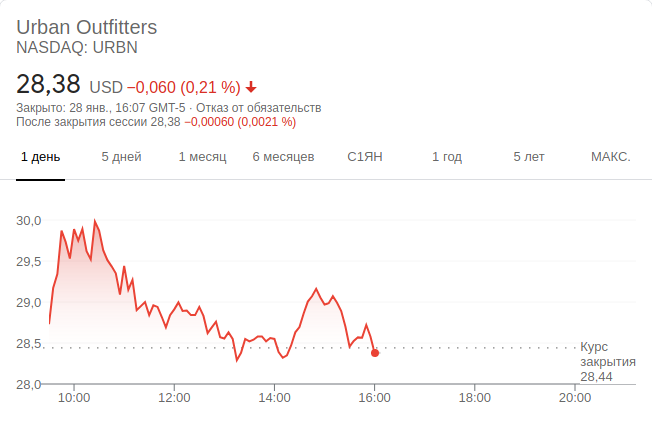 Urban Outfitters
NASDAQ: URBN
28,38 USD −0,060 (0,21 %)
Закрыто: 28 янв., 16:07 GMT-5 · Отказ от обязательств
После закрытия сессии 28,38 −0,00060 (0,0021 %)
1 день 5 дней 1 месяц 6 месяцев С1ЯН 1 год 5 лет МАКС.
30,0
29,5
29,0
28,5
28,0
Курс
закрытия
28,44
10:00 12:00 14:00 16:00 18:00 20:00